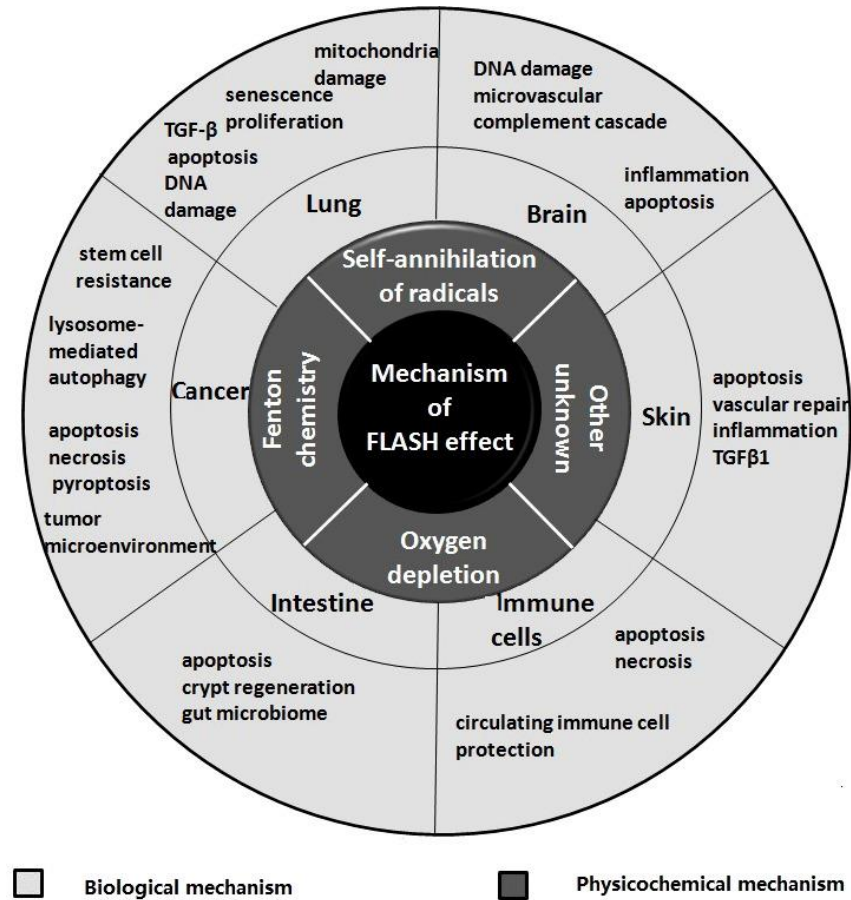 mitochondria
damage
senescence
proliferation
TGF-β
apoptosis
DNA
damage
Lung
DNA damage
microvascular
complement cascade
inflammation
apoptosis
Brain
stem cell
resistance
lysosome-
mediated
autophagy
apoptosis
necrosis
pyroptosis
tumor
microenvironment
Cancer
Self-annihilation
of radicals
Fenton
chemistry
Mechanism
of
FLASH effect
Other
unknown
Oxygen
depletion
Skin
apoptosis
vascular repair
inflammation
TGFβ1
Intestine
apoptosis
crypt regeneration
gut microbiome
Immune
cells
apoptosis
necrosis
circulating immune cell
protection
Biological mechanism
Physicochemical mechanism